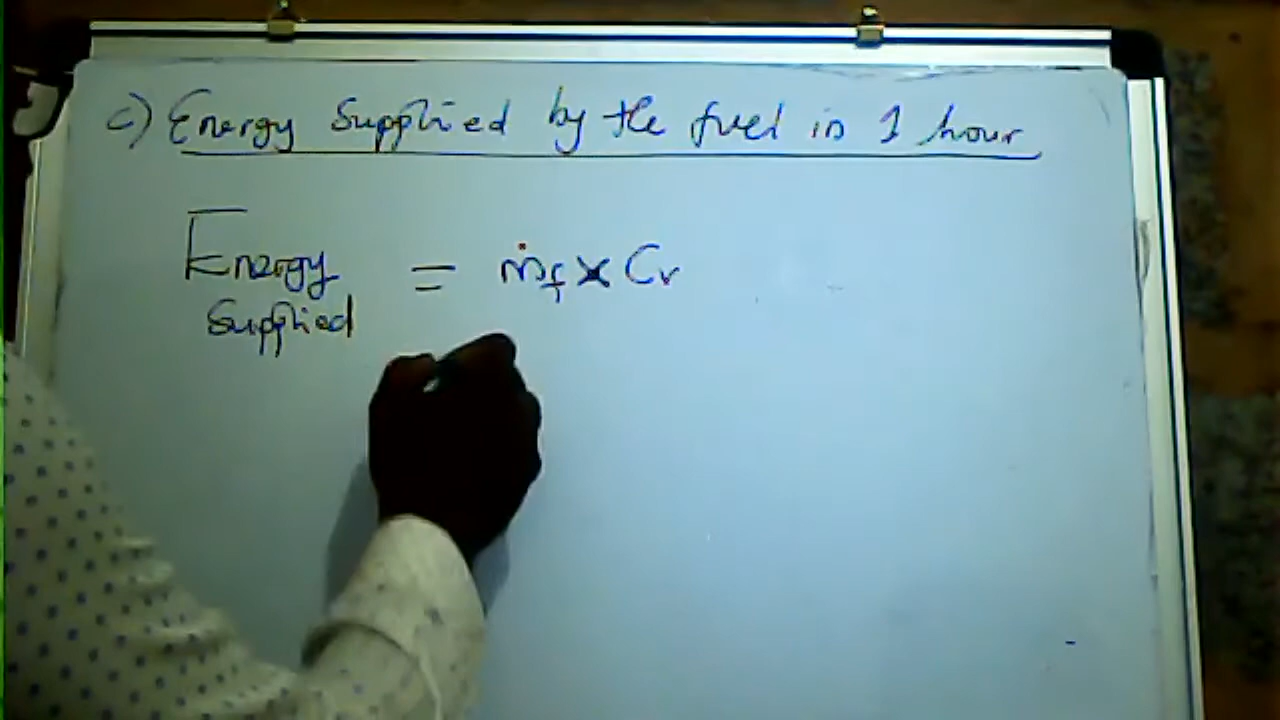 c) Energy Supplied by the fuel in 1 hour
Energy Supplied = ṁf × Cv